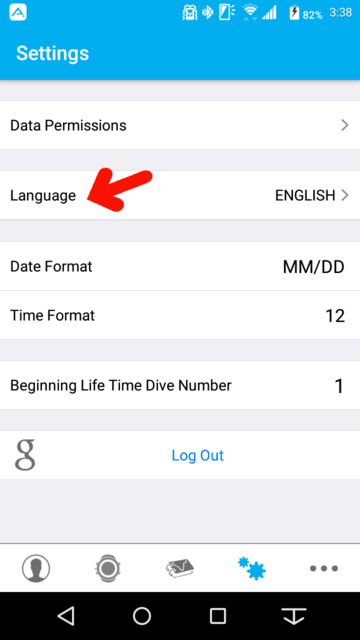 82% 3:38
Settings
Data Permissions
Language ENGLISH
Date Format MM/DD
Time Format 12
Beginning Life Time Dive Number 1
g Log Out